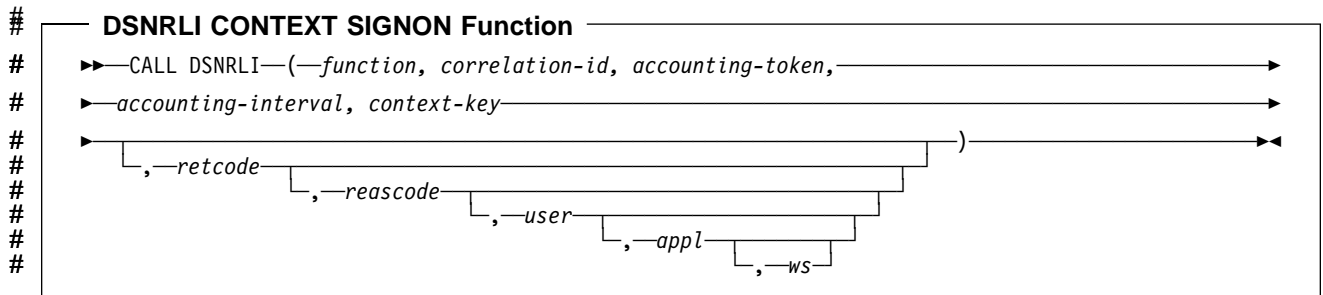 #
# DSNRLI CONTEXT SIGNON Function
# CALL DSNRLI ( function, correlation-id, accounting-token,
# accounting-interval, context-key
# )
# , retcode
# , reascode
# , user
# , appl
# , ws